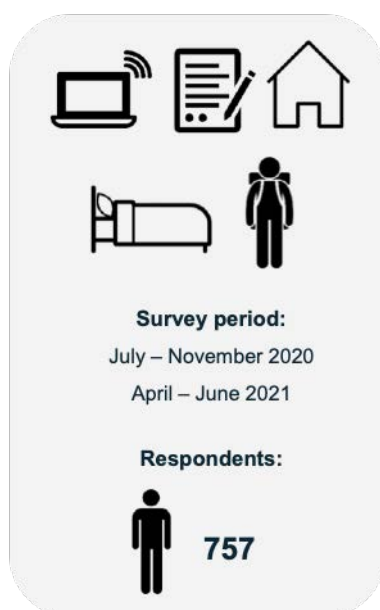 Survey period:
July – November 2020
April – June 2021
Respondents:
757